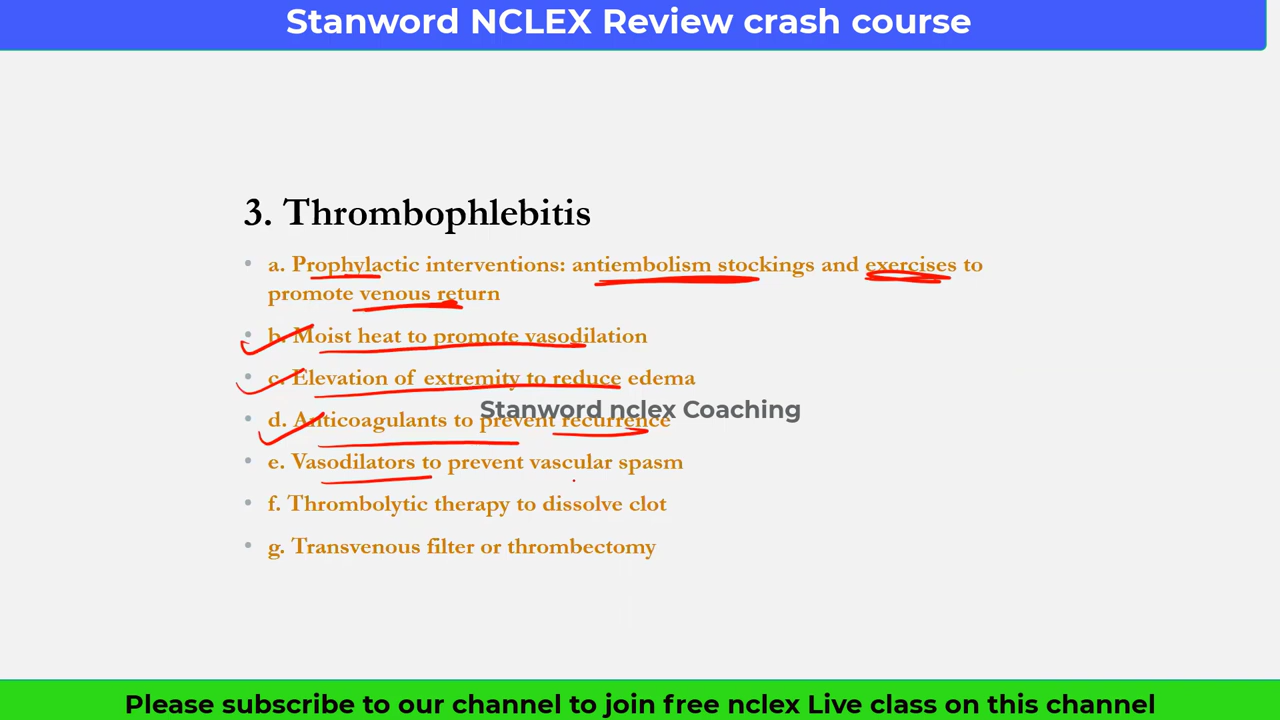 Stanword NCLEX Review crash course
3. Thrombophlebitis
• a. Prophylactic interventions: antiembolism stockings and exercises to
promote venous return
• b. Moist heat to promote vasodilation
• c. Elevation of extremity to reduce edema
Stanword nclex Coaching
• d. Anticoagulants to prevent recurrence
• e. Vasodilators to prevent vascular spasm
• f. Thrombolytic therapy to dissolve clot
• g. Transvenous filter or thrombectomy
Please subscribe to our channel to join free nclex Live class on this channel